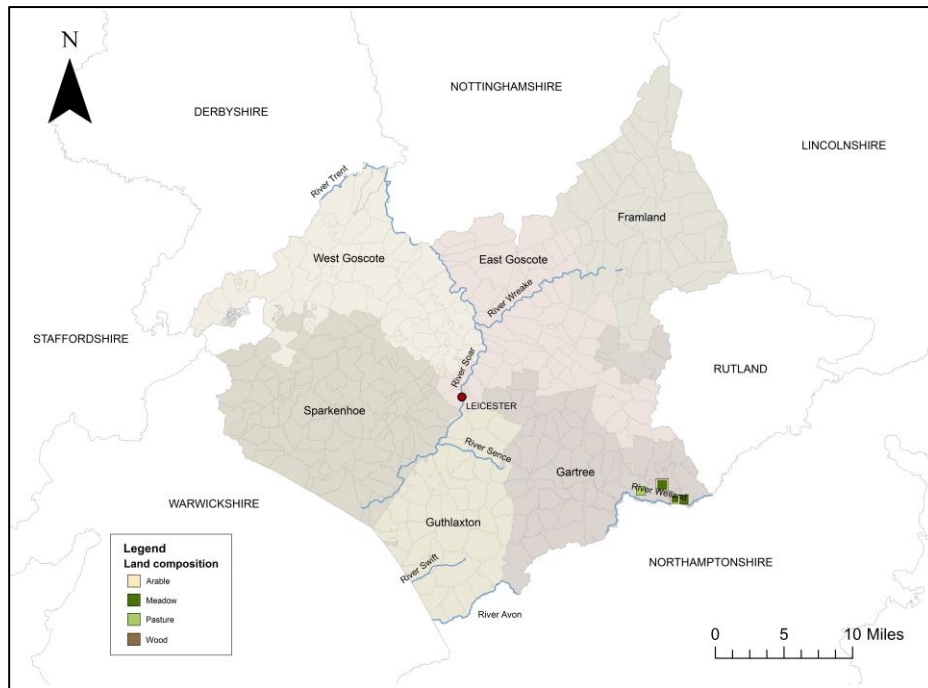 N
NOTTINGHAMSHIRE
DERBYSHIRE
LINCOLNSHIRE
River Trent
Framland
West Goscote
East Goscote
River Wreake
STAFFORDSHIRE
River Soar
RUTLAND
LEICESTER
Sparkenhoe
River Sence
Gartree
River Welland
WARWICKSHIRE
Guthlaxton
NORTHAMPTONSHIRE
River Swift
River Avon
Legend
Land composition
Arable
Meadow
Pasture
Wood
0 5 10 Miles